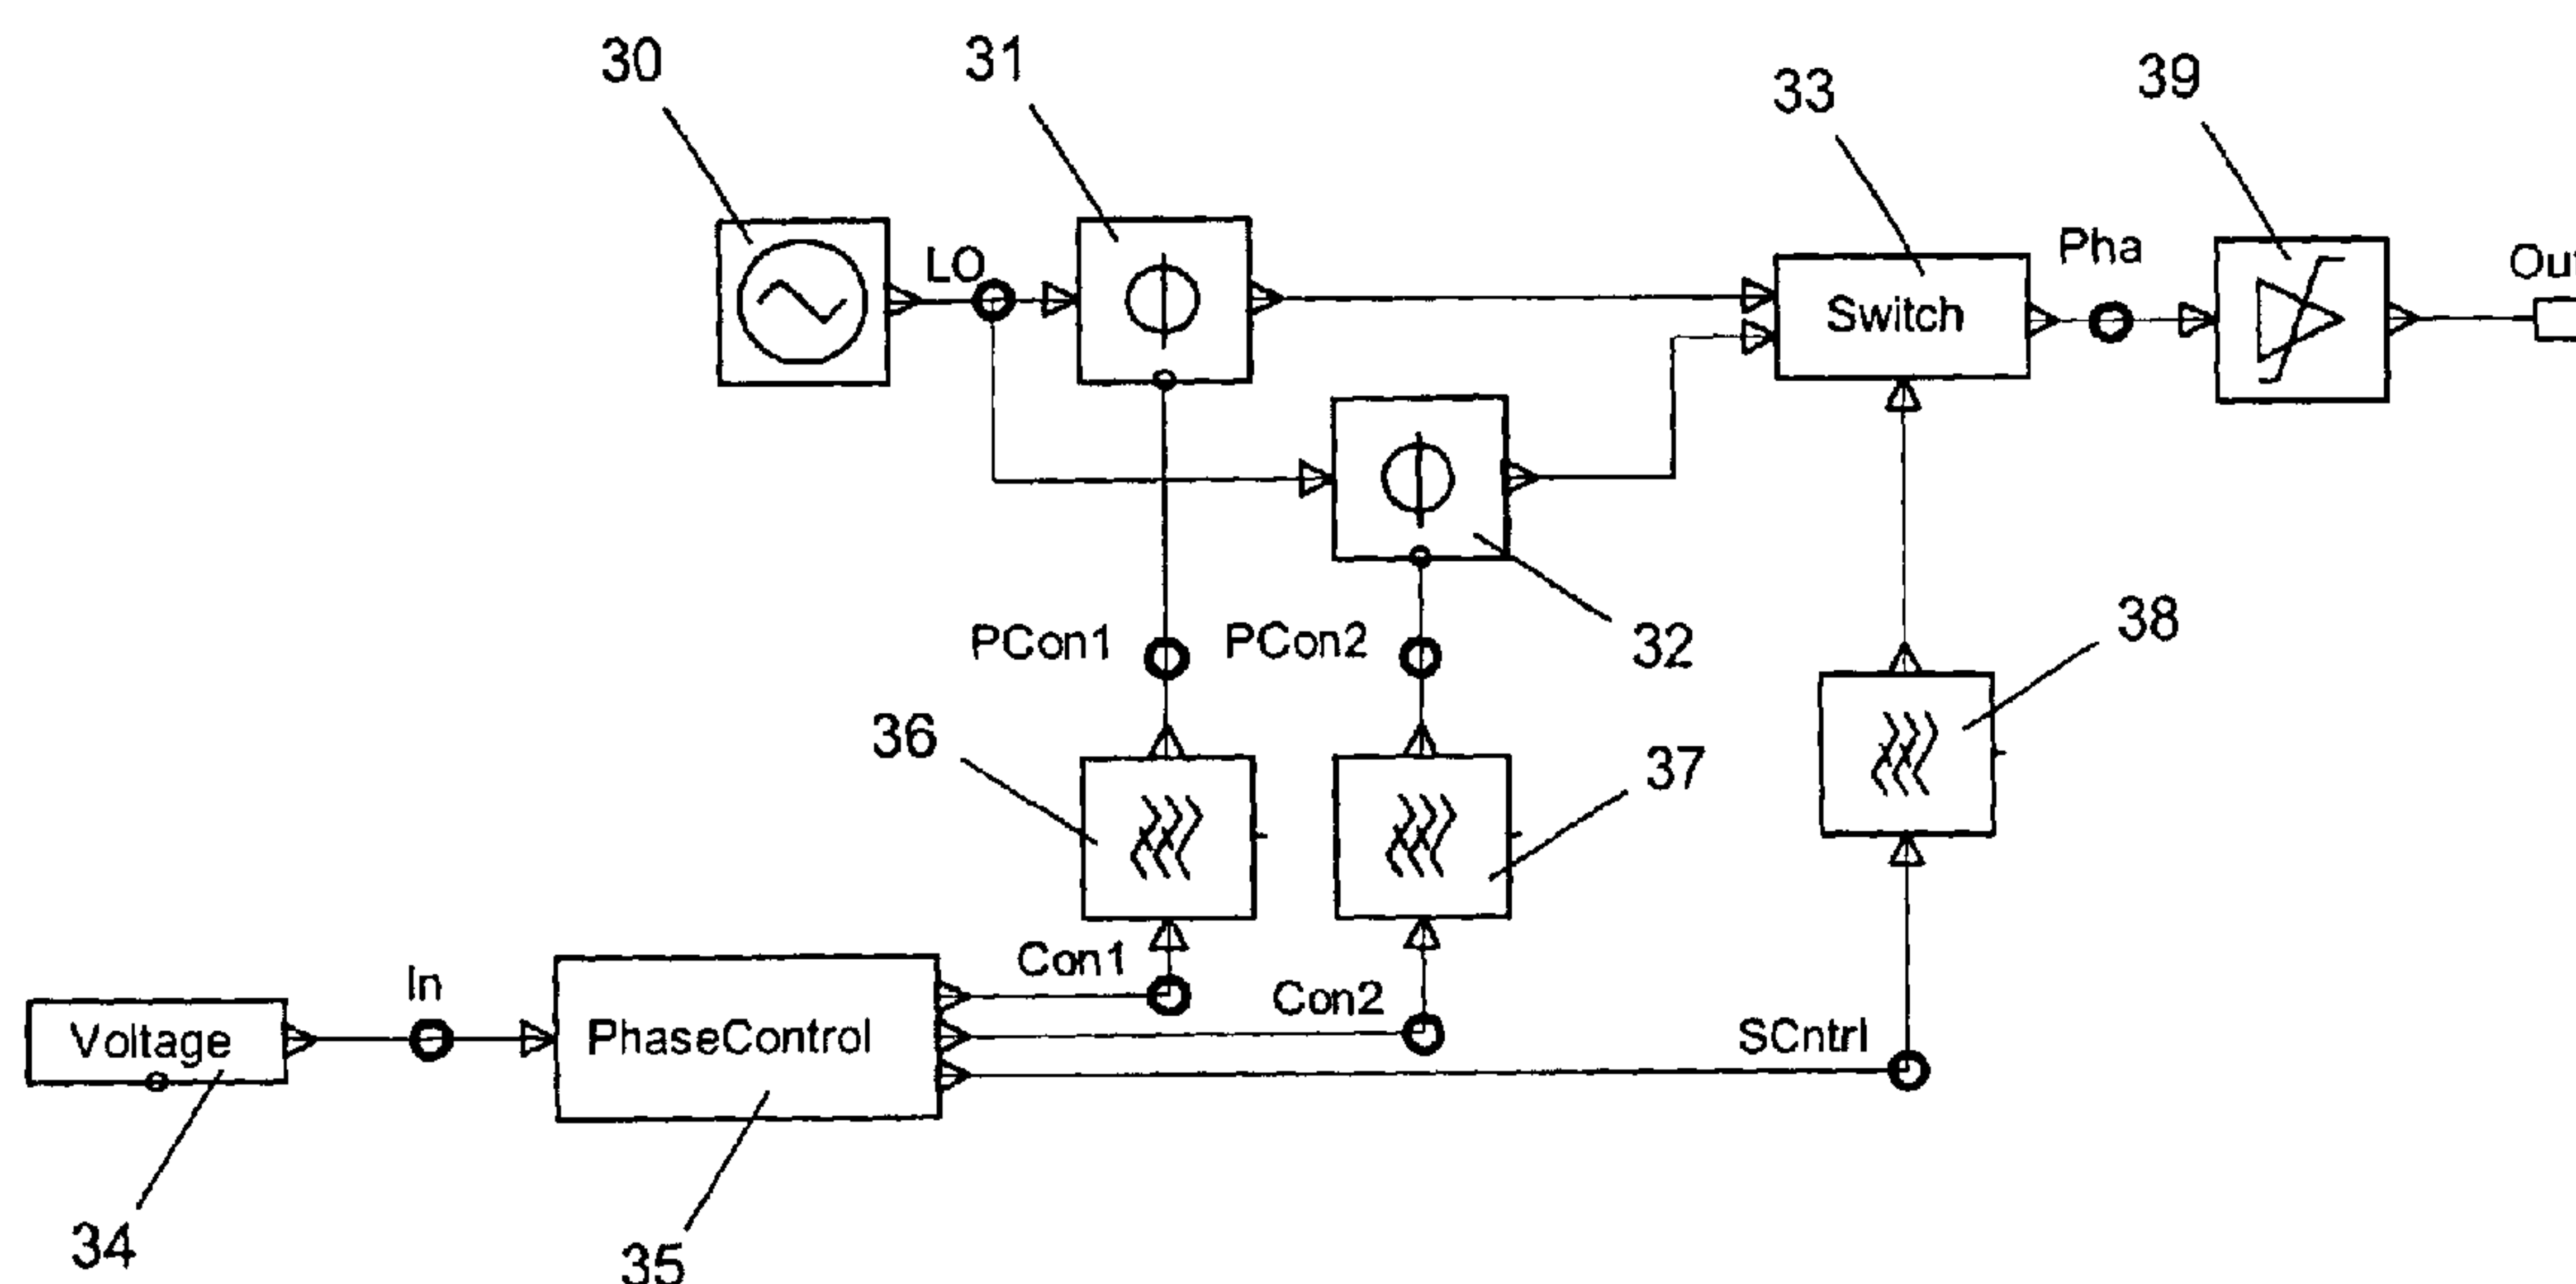 30
31
33
39
LO
Pha
Out
Switch
32
PCon1
PCon2
38
36
37
Con1
In
Con2
Voltage
PhaseControl
SCntrl
34
35